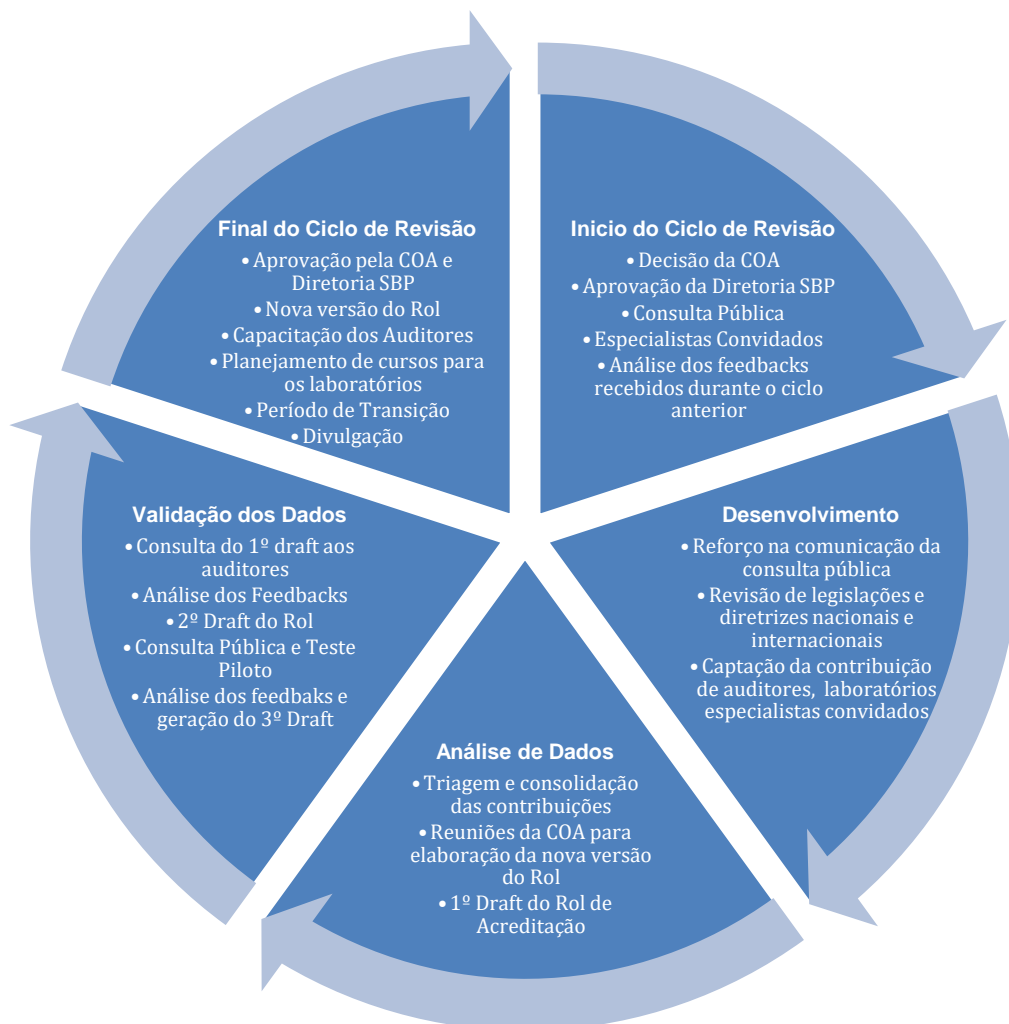 Inicio do Ciclo de Revisão
• Decisão da COA
• Aprovação da Diretoria SBP
• Consulta Pública
• Especialistas Convidados
• Análise dos feedbacks
recebidos durante o ciclo
anterior
Desenvolvimento
• Reforço na comunicação da
consulta pública
• Revisão de legislações e
diretrizes nacionais e
internacionais
• Captação da contribuição
de auditores, laboratórios
especialistas convidados
Análise de Dados
• Triagem e consolidação
das contribuições
• Reuniões da COA para
elaboração da nova versão
do Rol
• 1º Draft do Rol de
Acreditação
Validação dos Dados
• Consulta do 1º draft aos
auditores
• Análise dos Feedbacks
• 2º Draft do Rol
• Consulta Pública e Teste
Piloto
• Análise dos feedbaks e
geração do 3º Draft
Final do Ciclo de Revisão
• Aprovação pela COA e
Diretoria SBP
• Nova versão do Rol
• Capacitação dos Auditores
• Planejamento de cursos para
os laboratórios
• Período de Transição
• Divulgação